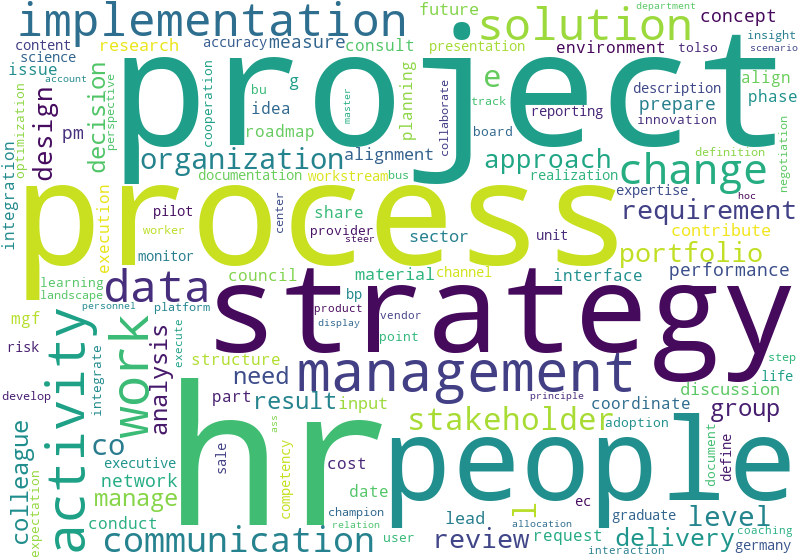 implementation
solution
future
department
concept
content
science
issue
research
accuracy
measure
consult
presentation
environment
tolso
insight
scenario
account
project
e
g
bu
idea
cooperation
planning
track
collaborate
board
reporting
description
prepare
innovation
align
phase
design
pm
decision
perspective
optimization
roadmap
master
organization
alignment
approach
realization
change
definition
negotiation
integration
documentation
workstream
bus
expertise
hoc
process
execution
worker
pilot
center
share
provider
steer
sector
unit
requirement
contribute
monitor
portfolio
data
learning
landscape
personnel
council
material
channel
interface
performance
bp
strategy
mgf
risk
platform
product
display
vendor
point
activity
work
analysis
execute
integrate
structure
management
step
life
discussion
develop
need
part
result
input
principle
coordinate
group
hr
people
stakeholder
adoption
colleague
co
executive
network
manage
sale
competency
ass
cost
date
document
define
level
coaching
expectation
conduct
champion
relation
user
ec
l
lead
graduate
allocation
request
delivery
germany
communication
review
interaction